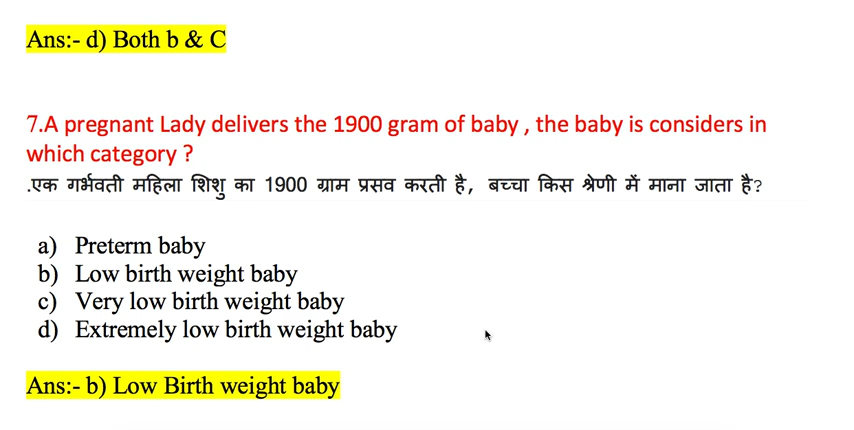 Ans:- d) Both b & C
7.A pregnant Lady delivers the 1900 gram of baby , the baby is considers in
which category ?
.एक गर्भवती महिला शिशु का 1900 ग्राम प्रसव करती है, बच्चा किस श्रेणी में माना जाता है?
a) Preterm baby
b) Low birth weight baby
c) Very low birth weight baby
d) Extremely low birth weight baby
Ans:- b) Low Birth weight baby